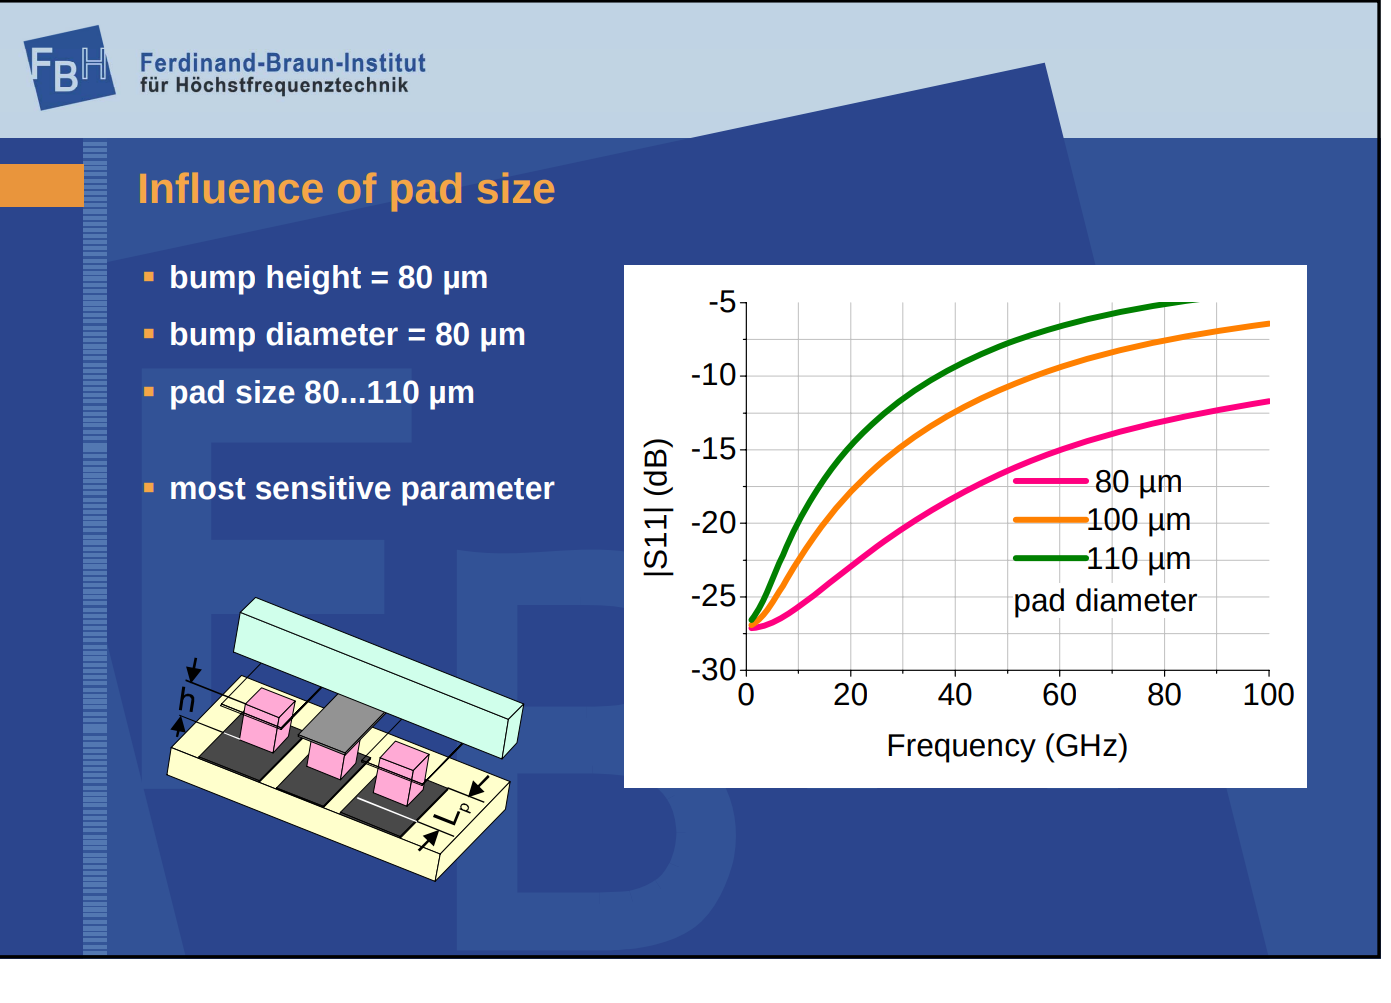 FBH
Ferdinand-Braun-Institut
für Höchstfrequenztechnik
Influence of pad size
bump height = 80 µm
bump diameter = 80 µm
pad size 80...110 µm
most sensitive parameter
h
Lp
-5
-10
-15
-20
-25
-30
|S11| (dB)
80 µm
100 µm
110 µm
pad diameter
0 20 40 60 80 100
Frequency (GHz)